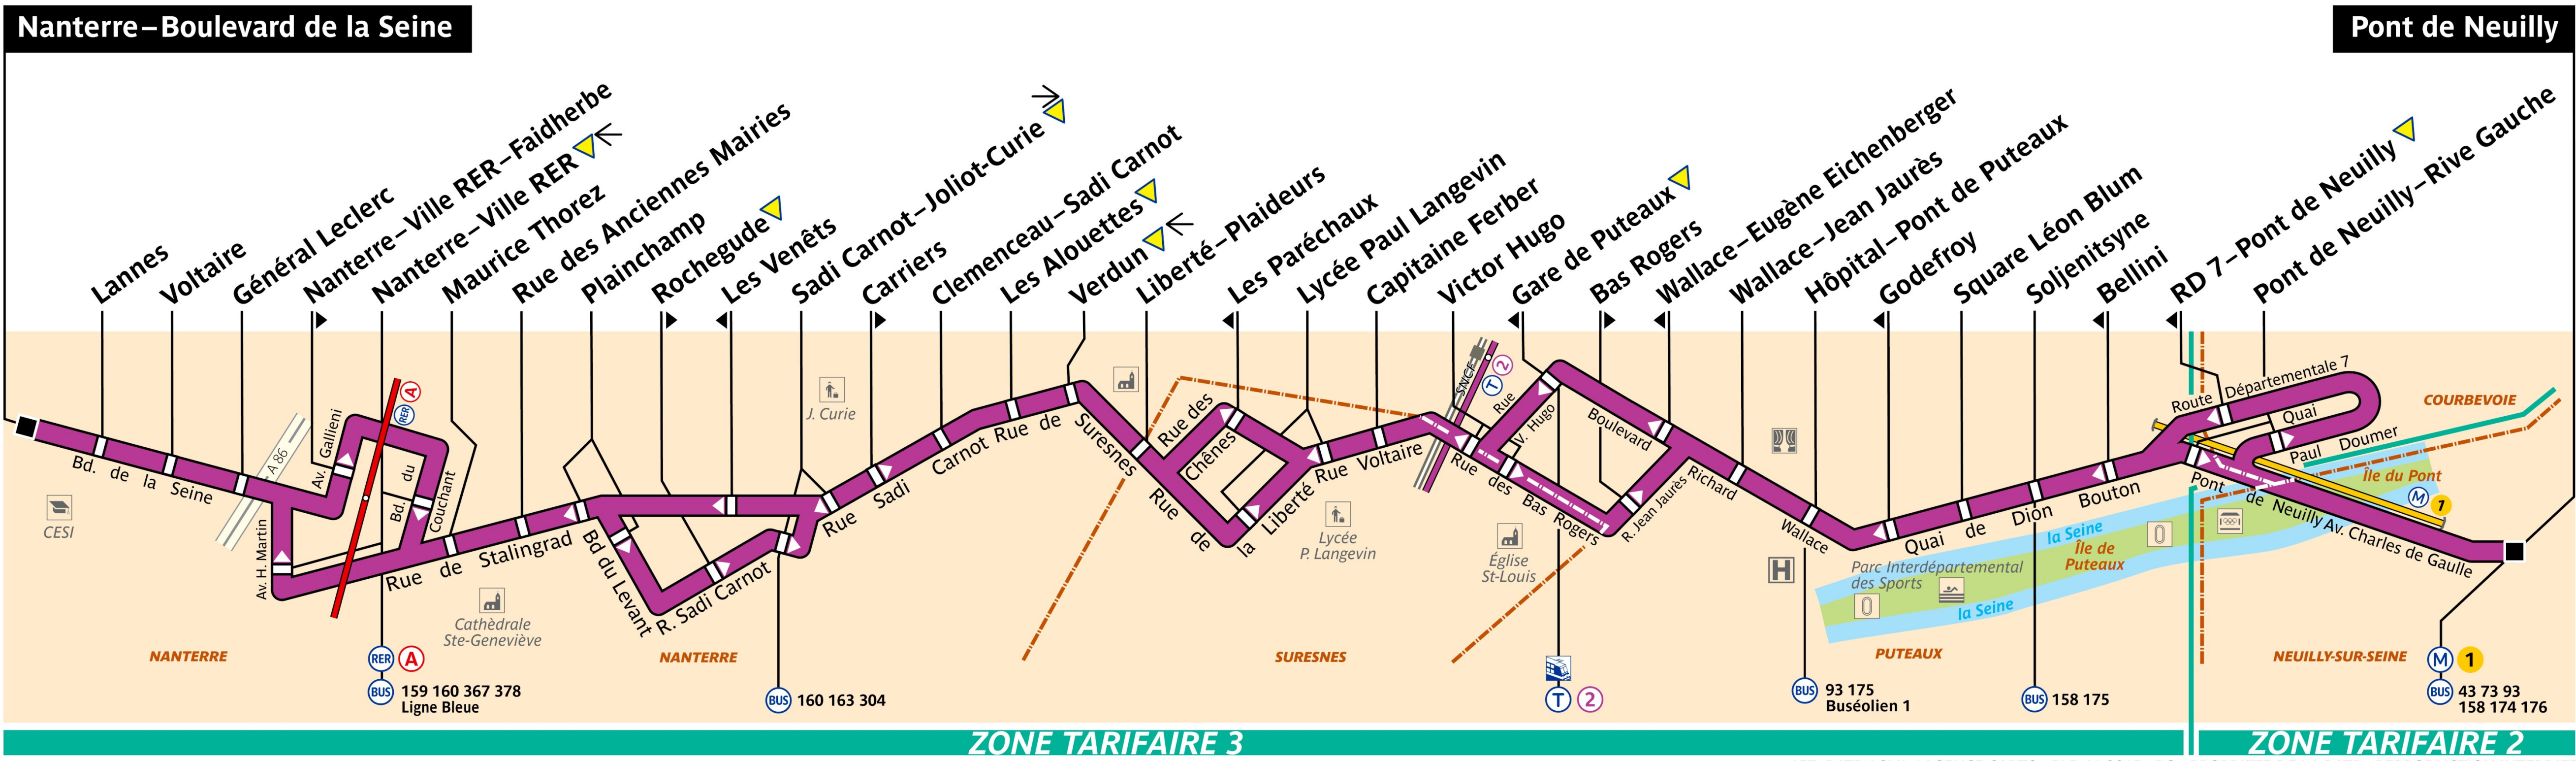 Nanterre–Boulevard de la Seine
Pont de Neuilly
Lannes
Voltaire
Général Leclerc
Nanterre–Ville RER–Faidherbe
Nanterre–Ville RER
Maurice Thorez
Rue des Anciennes Mairies
Plainchamp
Rochegude
Les Venêts
Sadi Carnot–Joliot-Curie
Carriers
Clemenceau–Sadi Carnot
Les Alouettes
Verdun
Liberté–Plaideurs
Les Paréchaux
Lycée Paul Langevin
Capitaine Ferber
Victor Hugo
Gare de Puteaux
Bas Rogers
Wallace–Eugène Eichenberger
Wallace–Jean Jaurès
Hôpital–Pont de Puteaux
Godefroy
Square Léon Blum
Soljenitsyne
Bellini
RD 7–Pont de Neuilly
Pont de Neuilly–Rive Gauche
Bd. de la Seine
A 86
Av. H. Martin
Av. Gallieni
RER A
Bd. du
Couchant
Rue de Stalingrad
Bd du Levant
R. Sadi Carnot
Rue Sadi Carnot
Rue de
Suresnes
Rue de
Rue des
Chênes
la Liberté
Rue Voltaire
SNCF
T 2
Rue
V. Hugo
Rue des Bas Rogers
R. Jean Jaurès
Boulevard
Richard
Wallace
Quai de Dion Bouton
Route Départementale 7
Quai
Paul Doumer
Pont de Neuilly
Av. Charles de Gaulle
CESI
Cathèdrale
Ste-Geneviève
J. Curie
Lycée
P. Langevin
Église
St-Louis
H
Parc Interdépartemental
des Sports
la Seine
la Seine
Île de
Puteaux
Île du Pont
M 1
COURBEVOIE
NANTERRE
NANTERRE
SURESNES
PUTEAUX
NEUILLY-SUR-SEINE
RER A
BUS 159 160 367 378
Ligne Bleue
BUS 160 163 304
T 2
BUS 93 175
Buséolien 1
BUS 158 175
M 1
BUS 43 73 93
158 174 176
ZONE TARIFAIRE 3
ZONE TARIFAIRE 2